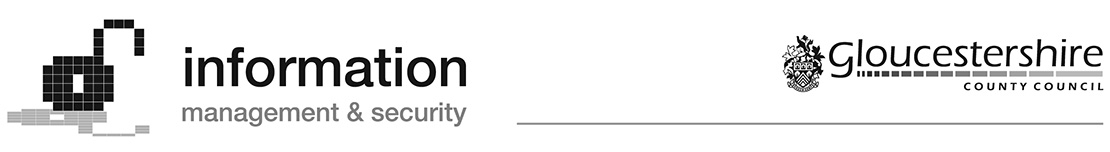 information
management & security
Gloucestershire
COUNTY COUNCIL